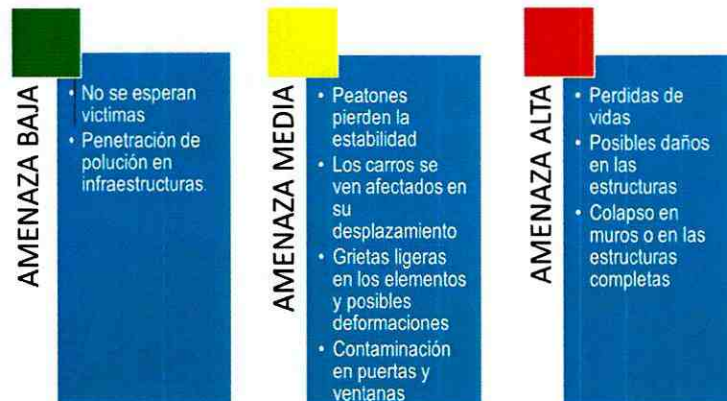 AMENAZA BAJA
• No se esperan
victimas
• Penetración de
polución en
infraestructuras.
AMENAZA MEDIA
• Peatones
pierden la
estabilidad
• Los carros se
ven afectados en
su
desplazamiento
• Grietas ligeras
en los elementos
y posibles
deformaciones
• Contaminación
en puertas y
ventanas
AMENAZA ALTA
• Perdidas de
vidas
• Posibles daños
en las
estructuras
• Colapso en
muros o en las
estructuras
completas